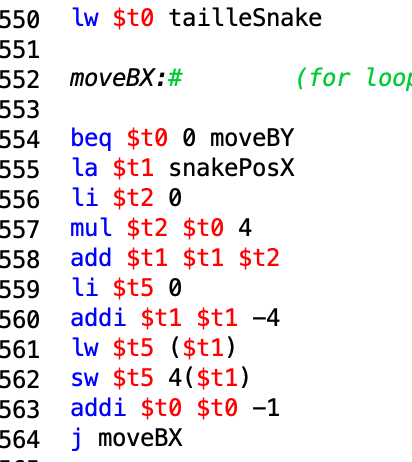 550 lw $t0 tailleSnake
551
552 moveBX:# (for loop
553
554 beq $t0 0 moveBY
555 la $t1 snakePosX
556 li $t2 0
557 mul $t2 $t0 4
558 add $t1 $t1 $t2
559 li $t5 0
560 addi $t1 $t1 -4
561 lw $t5 ($t1)
562 sw $t5 4($t1)
563 addi $t0 $t0 -1
564 j moveBX